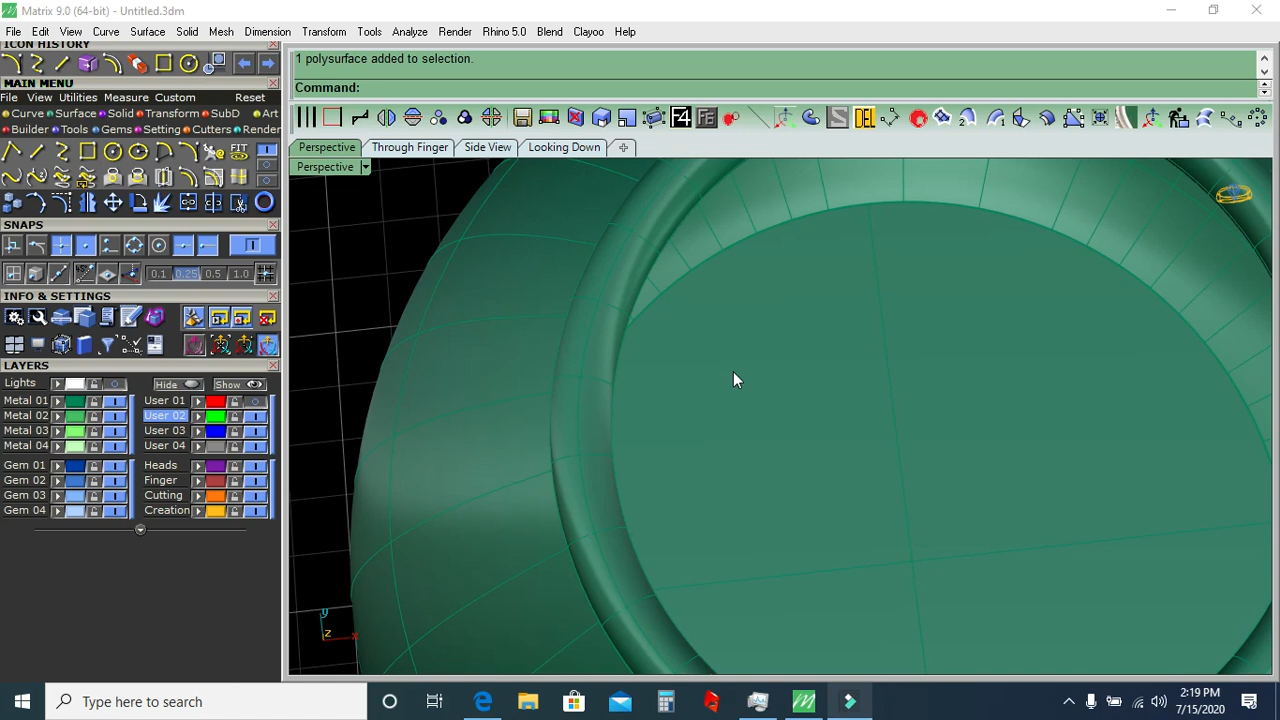 Matrix 9.0 (64-bit) - Untitled.3dm
File Edit View Curve Surface Solid Mesh Dimension Transform Tools Analyze Render Rhino 5.0 Blend Clayoo Help
ICON HISTORY
1 polysurface added to selection.
Command:
MAIN MENU
File View Utilities Measure Custom Reset
Curve Surface Solid Transform SubD Art
Builder Tools Gems Setting Cutters Render
F4 DEL
FIT
Perspective Through Finger Side View Looking Down
Perspective
SNAPS
0.1 0.25 0.5 1.0
INFO & SETTINGS
LAYERS
Lights Hide Show
Metal 01 User 01
Metal 02 User 02
Metal 03 User 03
Metal 04 User 04
Gem 01 Heads
Gem 02 Finger
Gem 03 Cutting
Gem 04 Creation
y
z x
Type here to search
2:19 PM
7/15/2020